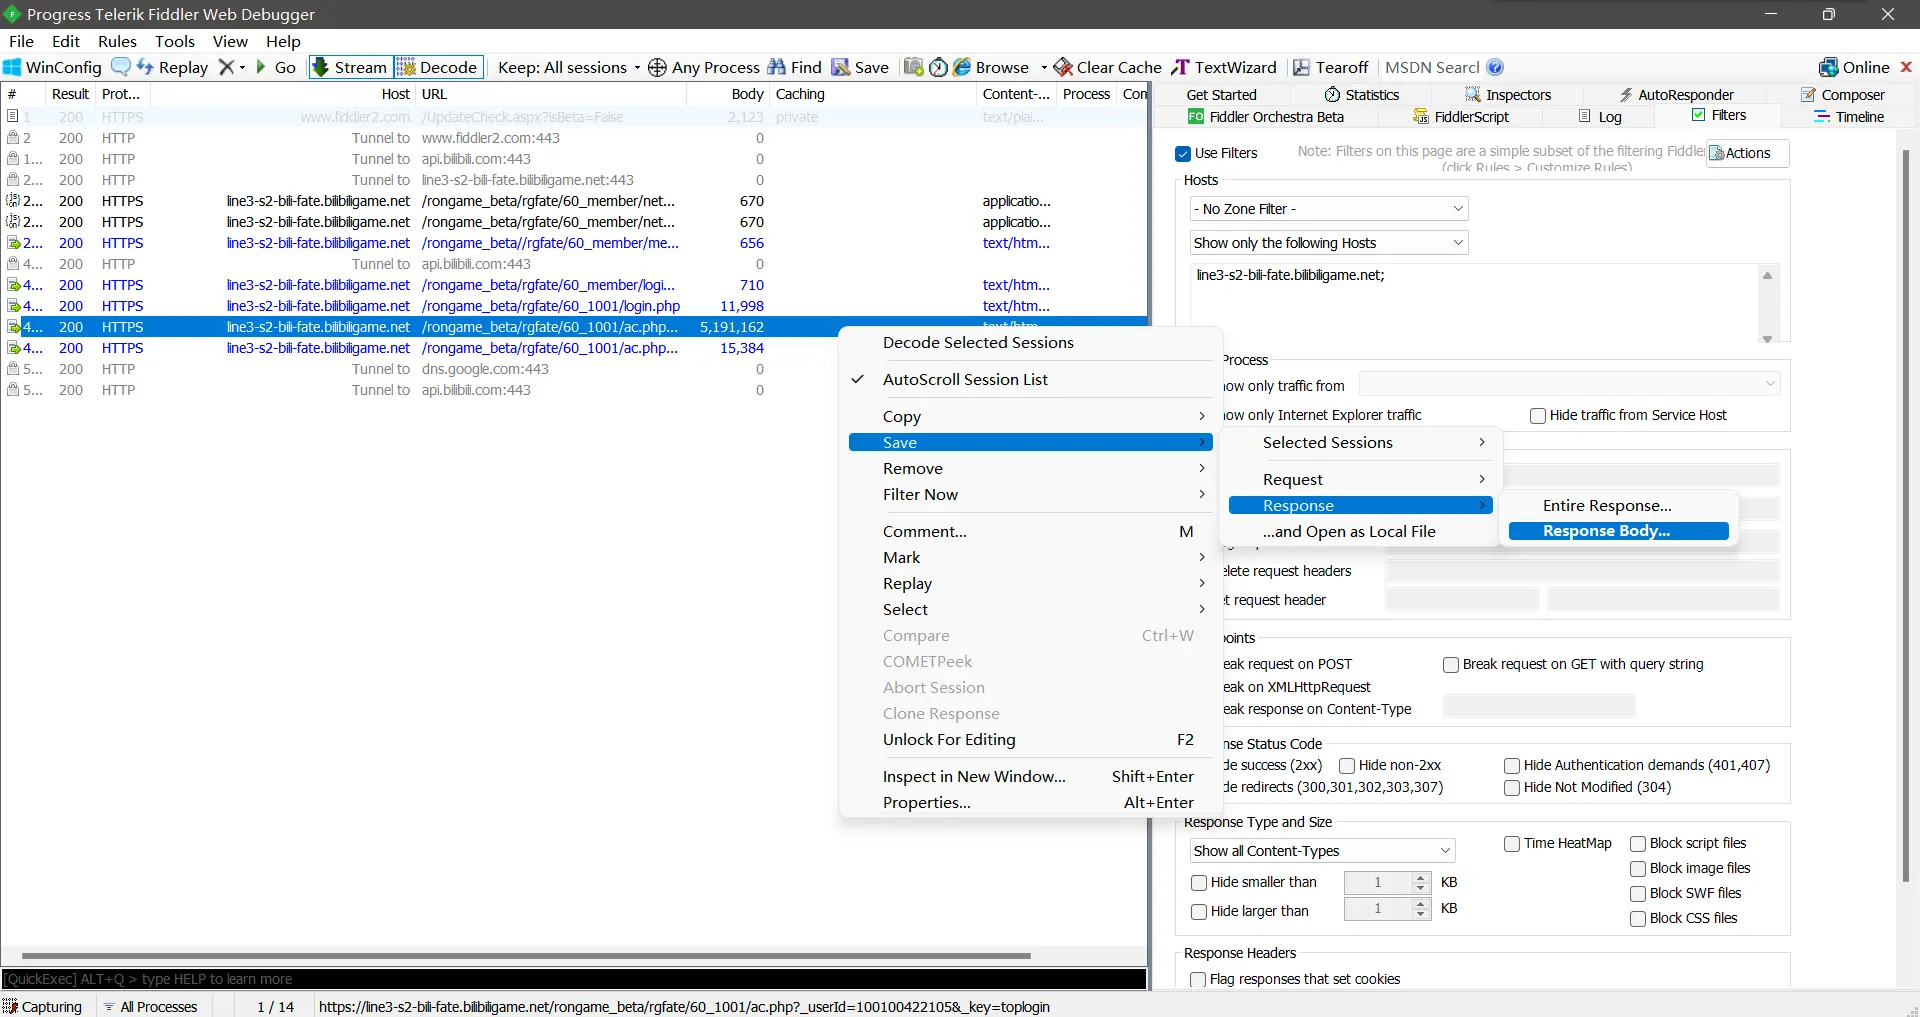 Progress Telerik Fiddler Web Debugger
File Edit Rules Tools View Help
WinConfig Replay Go Stream Decode Keep: All sessions Any Process Find Save Browse Clear Cache TextWizard Tearoff MSDN Searcl Online
# Result Prot... Host URL Body Caching Content-... Process Con
1 200 HTTPS www.fiddler2.com /UpdateCheck.aspx?isBeta=False 2,123 private text/plai...
2 200 HTTP Tunnel to www.fiddler2.com:443 0
1... 200 HTTP Tunnel to api.bilibili.com:443 0
2... 200 HTTP Tunnel to line3-s2-bili-fate.bilibiligame.net:443 0
2... 200 HTTPS line3-s2-bili-fate.bilibiligame.net /rongame_beta/rgfate/60_member/net... 670 applicatio...
2... 200 HTTPS line3-s2-bili-fate.bilibiligame.net /rongame_beta/rgfate/60_member/net... 670 applicatio...
2... 200 HTTPS line3-s2-bili-fate.bilibiligame.net /rongame_beta//rgfate/60_member/me... 656 text/htm...
4... 200 HTTP Tunnel to api.bilibili.com:443 0
4... 200 HTTPS line3-s2-bili-fate.bilibiligame.net /rongame_beta/rgfate/60_member/logi... 710 text/htm...
4... 200 HTTPS line3-s2-bili-fate.bilibiligame.net /rongame_beta/rgfate/60_1001/login.php 11,998 text/htm...
4... 200 HTTPS line3-s2-bili-fate.bilibiligame.net /rongame_beta/rgfate/60_1001/ac.php... 5,191,162 text/htm
4... 200 HTTPS line3-s2-bili-fate.bilibiligame.net /rongame_beta/rgfate/60_1001/ac.php... 15,384
5... 200 HTTP Tunnel to dns.google.com:443 0
5... 200 HTTP Tunnel to api.bilibili.com:443 0
Decode Selected Sessions
AutoScroll Session List
Copy
Save
Remove
Filter Now
Comment... M
Mark
Replay
Select
Compare Ctrl+W
COMETPeek
Abort Session
Clone Response
Unlock For Editing F2
Inspect in New Window... Shift+Enter
Properties... Alt+Enter
Selected Sessions
Request
Response
...and Open as Local File
Entire Response...
Response Body...
Get Started Statistics Inspectors AutoResponder Composer
FO Fiddler Orchestra Beta FiddlerScript Log Filters Timeline
Use Filters Note: Filters on this page are a simple subset of the filtering Fiddler Actions
(click Rules > Customize Rules)
Hosts
- No Zone Filter -
Show only the following Hosts
line3-s2-bili-fate.bilibiligame.net;
Process
ow only traffic from
ow only Internet Explorer traffic Hide traffic from Service Host
elete request headers
t request header
points
eak request on POST Break request on GET with query string
eak on XMLHttpRequest
eak response on Content-Type
nse Status Code
de success (2xx) Hide non-2xx Hide Authentication demands (401,407)
de redirects (300,301,302,303,307) Hide Not Modified (304)
Response Type and Size
Show all Content-Types Time HeatMap Block script files
Block image files
Hide smaller than 1 KB Block SWF files
Hide larger than 1 KB Block CSS files
Response Headers
Flag responses that set cookies
[QuickExec] ALT+Q > type HELP to learn more
Capturing All Processes 1 / 14 https://line3-s2-bili-fate.bilibiligame.net/rongame_beta/rgfate/60_1001/ac.php?_userId=100100422105&_key=toplogin